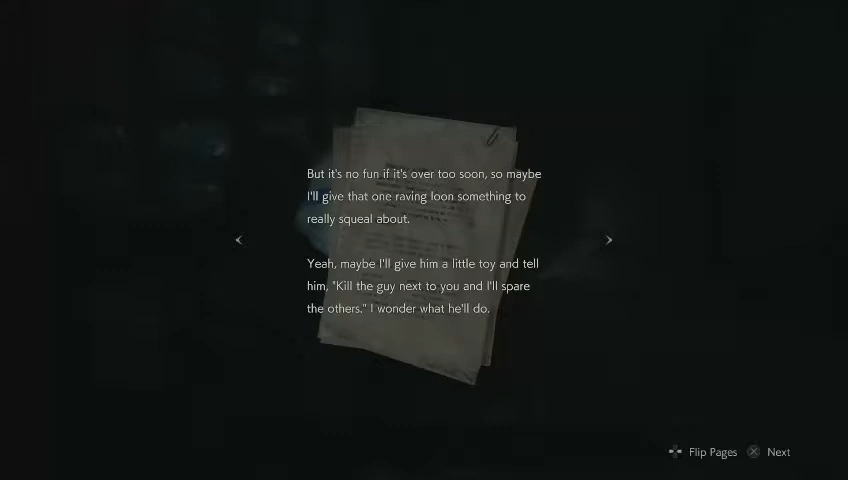 But it's no fun if it's over too soon, so maybe
I'll give that one raving loon something to
really squeal about.
Yeah, maybe I'll give him a little toy and tell
him, "Kill the guy next to you and I'll spare
the others." I wonder what he'll do.
Flip Pages Next